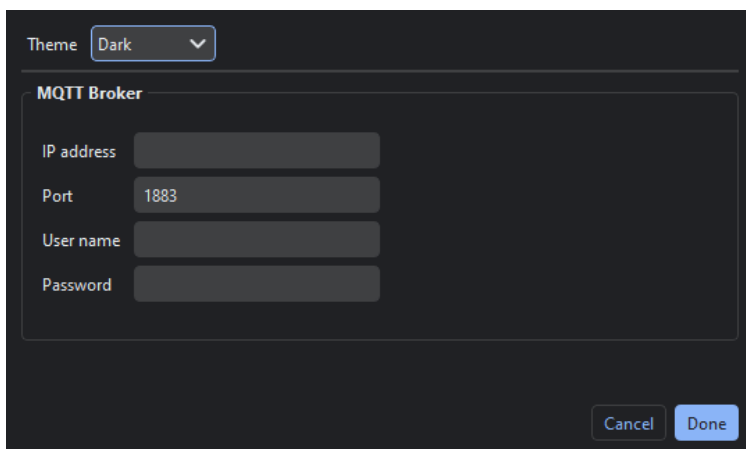 Theme Dark
MQTT Broker
IP address
Port 1883
User name
Password
Cancel Done